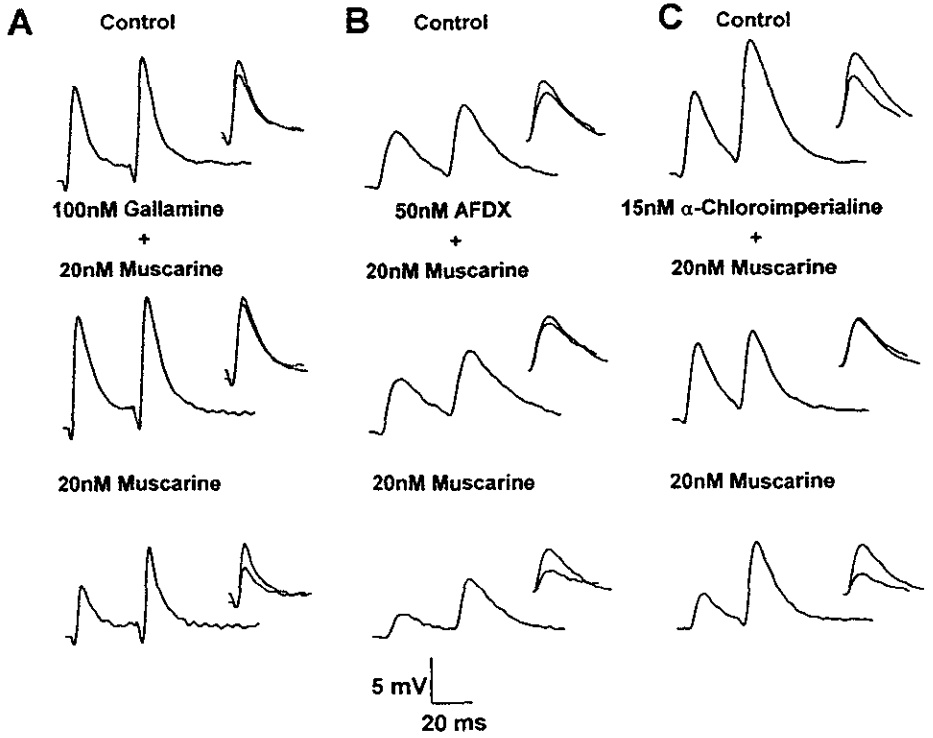 A Control
100nM Gallamine
+
20nM Muscarine
20nM Muscarine
B Control
50nM AFDX
+
20nM Muscarine
20nM Muscarine
C Control
15nM α-Chloroimperialine
+
20nM Muscarine
20nM Muscarine
5 mV
20 ms